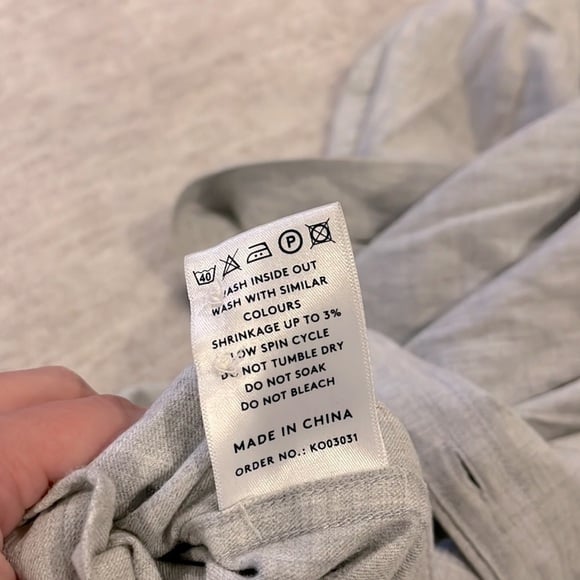 40 P
WASH INSIDE OUT
WASH WITH SIMILAR
COLOURS
SHRINKAGE UP TO 3%
LOW SPIN CYCLE
DO NOT TUMBLE DRY
DO NOT SOAK
DO NOT BLEACH
MADE IN CHINA
ORDER NO.: KO03031